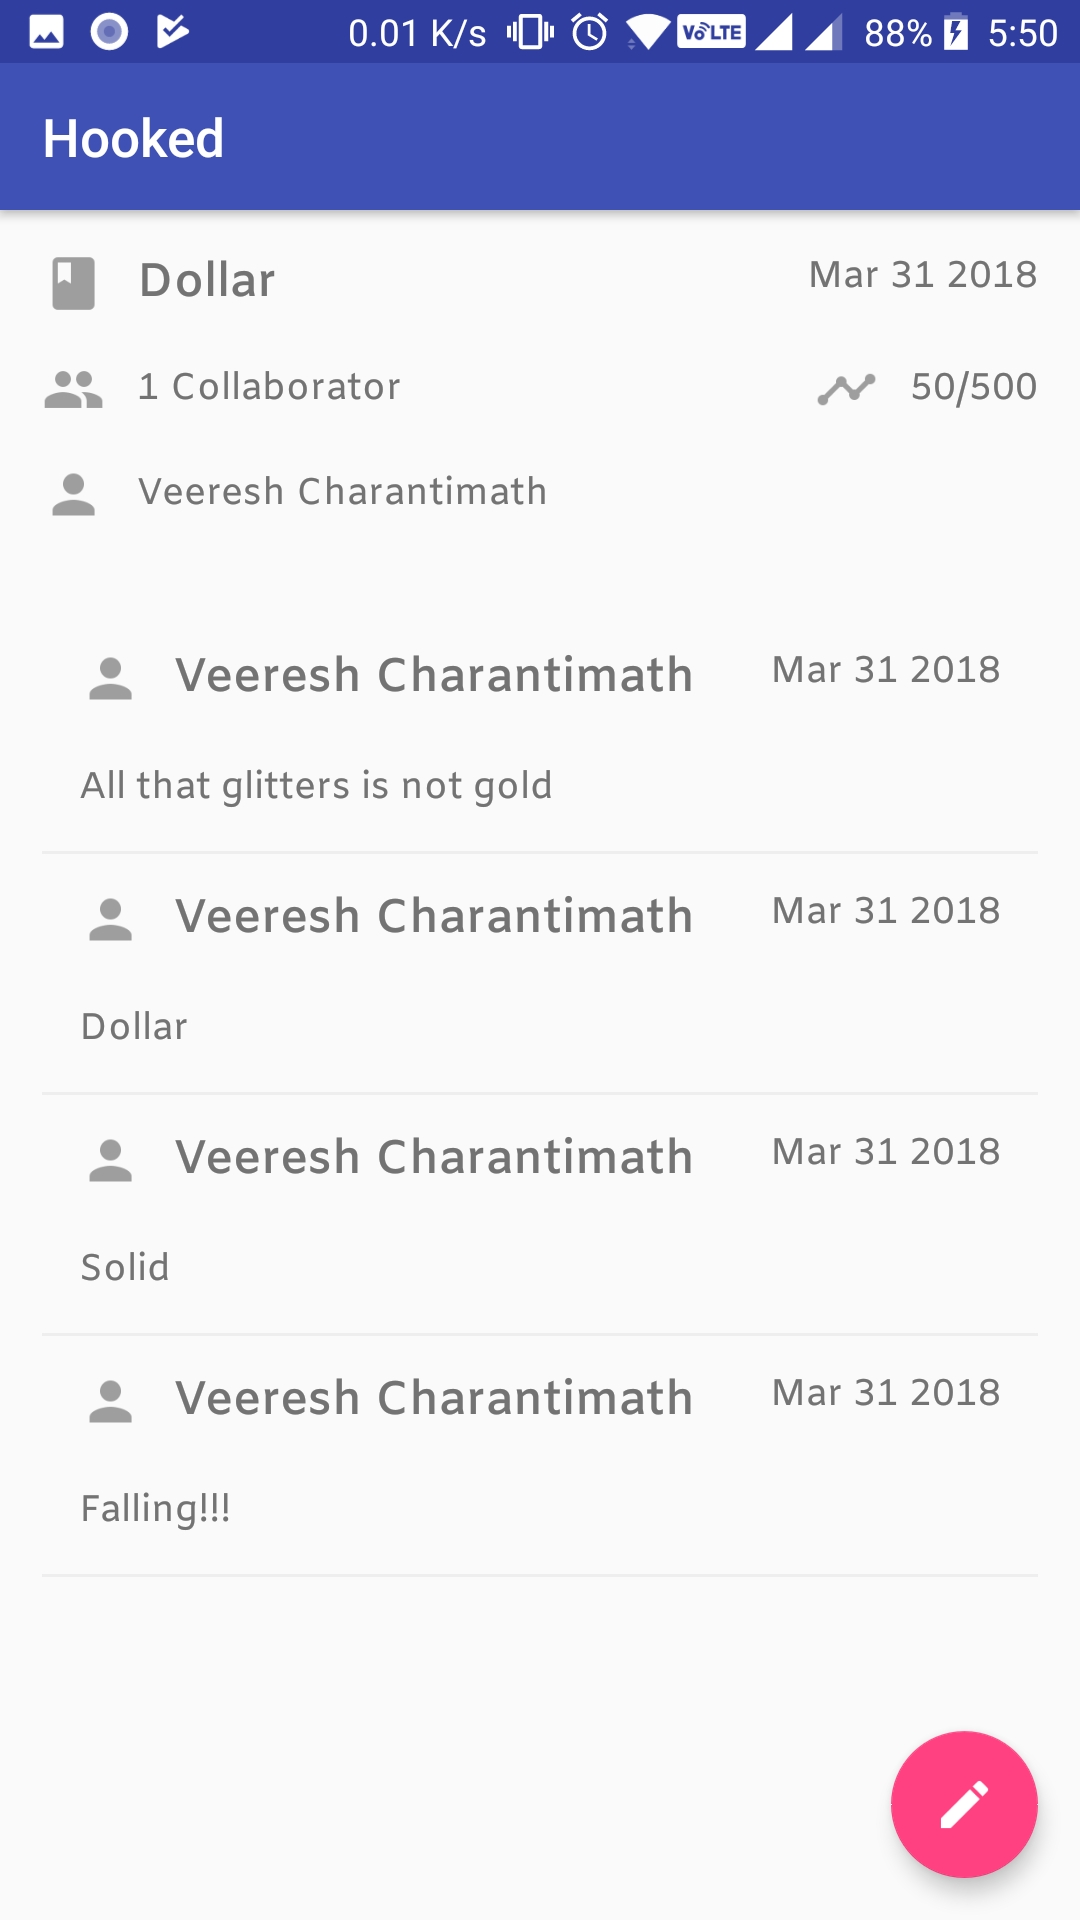 0.01 K/s VoLTE 88% 5:50
Hooked
Dollar Mar 31 2018
1 Collaborator 50/500
Veeresh Charantimath
Veeresh Charantimath Mar 31 2018
All that glitters is not gold
Veeresh Charantimath Mar 31 2018
Dollar
Veeresh Charantimath Mar 31 2018
Solid
Veeresh Charantimath Mar 31 2018
Falling!!!